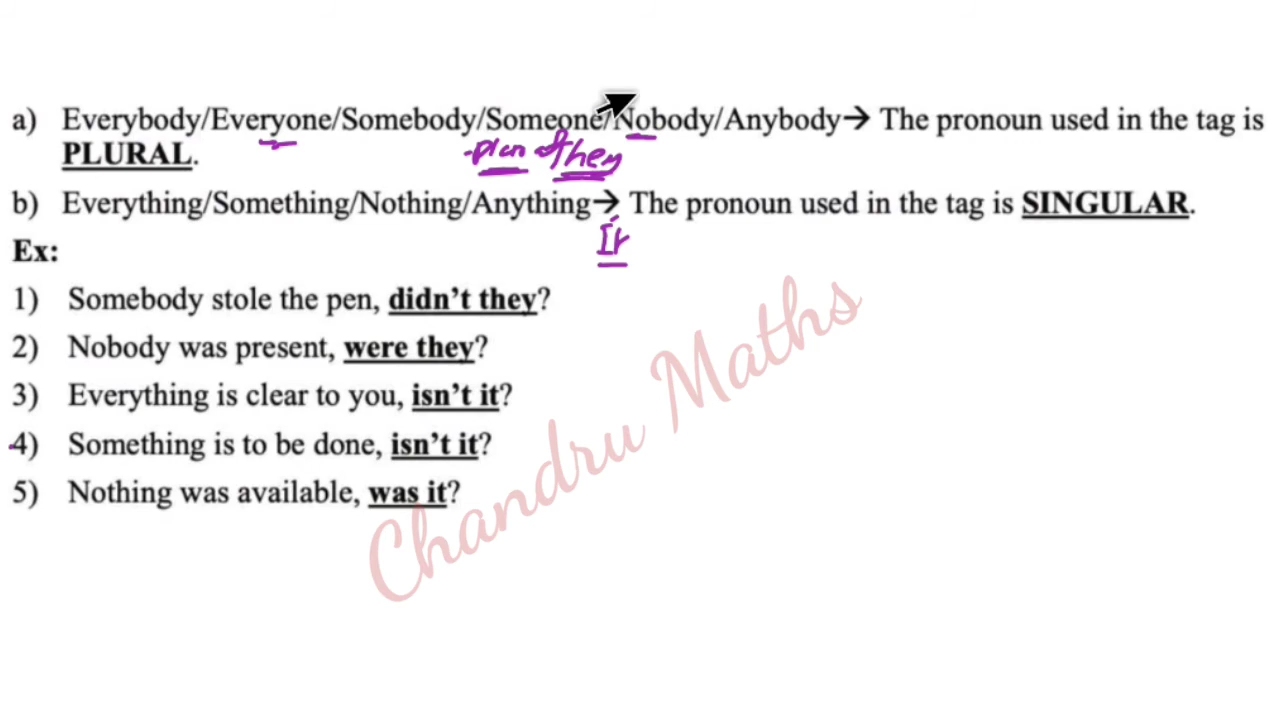 a) Everybody/Everyone/Somebody/Someone/Nobody/Anybody→ The pronoun used in the tag is
PLURAL.
they
b) Everything/Something/Nothing/Anything→ The pronoun used in the tag is SINGULAR.
It
Ex:
1) Somebody stole the pen, didn't they?
2) Nobody was present, were they?
3) Everything is clear to you, isn't it?
4) Something is to be done, isn't it?
5) Nothing was available, was it?
Chandru Maths